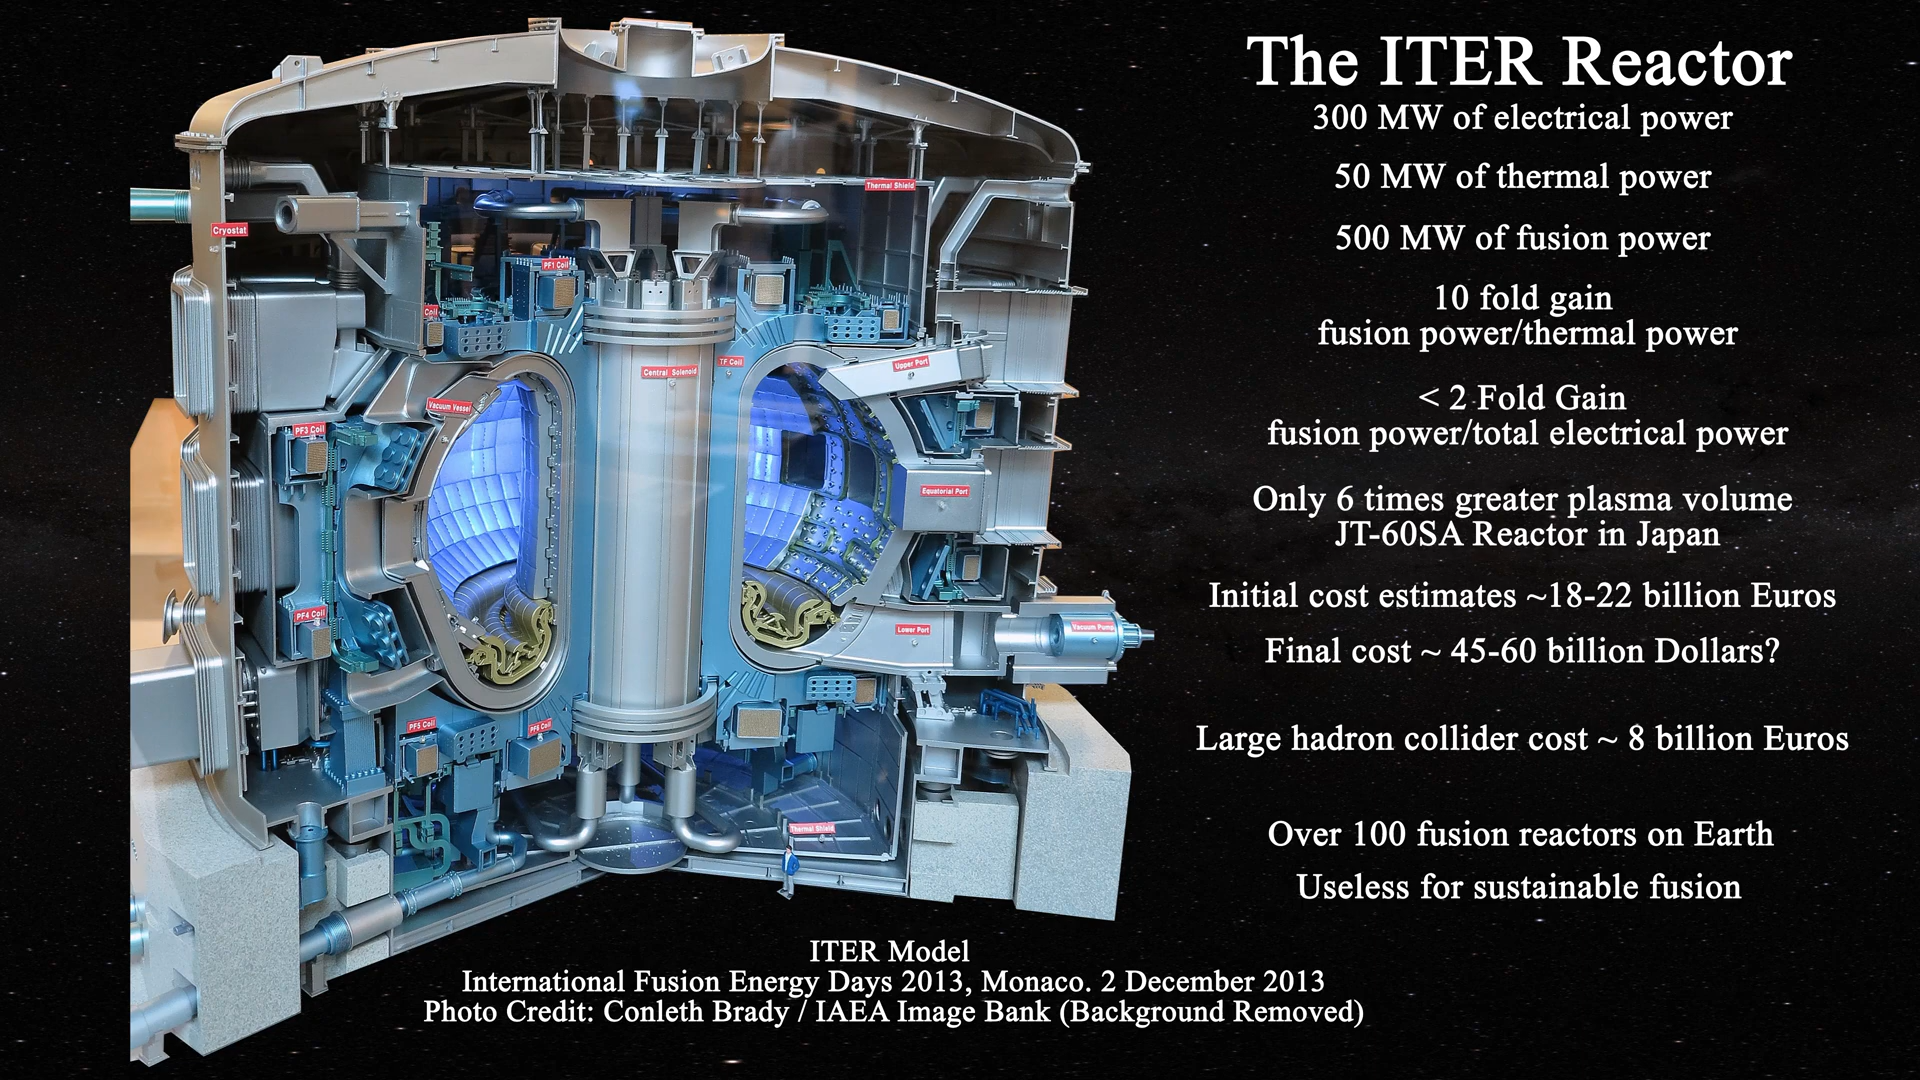 The ITER Reactor
300 MW of electrical power
50 MW of thermal power
500 MW of fusion power
10 fold gain
fusion power/thermal power
< 2 Fold Gain
fusion power/total electrical power
Only 6 times greater plasma volume
JT-60SA Reactor in Japan
Initial cost estimates ~18-22 billion Euros
Final cost ~ 45-60 billion Dollars?
Large hadron collider cost ~ 8 billion Euros
Over 100 fusion reactors on Earth
Useless for sustainable fusion
Thermal Shield
Cryostat
PF1 Coil
Coil
TF Coil
Central Solenoid
Upper Port
Vacuum Vessel
PF3 Coil
Equatorial Port
PF4 Coil
Lower Port
Vacuum Pump
PF5 Coil
PF6 Coil
Thermal Shield
ITER Model
International Fusion Energy Days 2013, Monaco. 2 December 2013
Photo Credit: Conleth Brady / IAEA Image Bank (Background Removed)